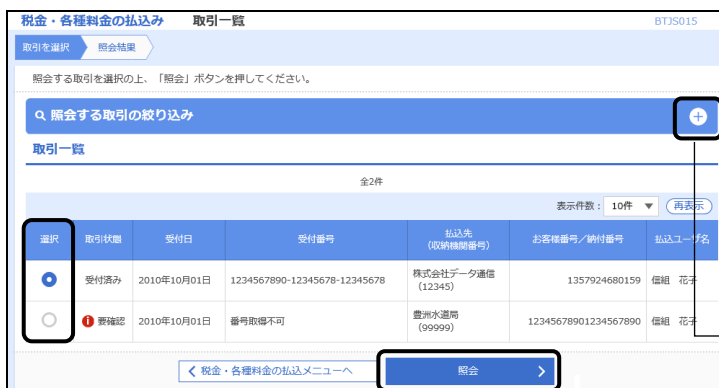 税金・各種料金の払込み 取引一覧 BTJS015
取引を選択 照会結果
照会する取引を選択の上、「照会」ボタンを押してください。
照会する取引の絞り込み
取引一覧
全2件
表示件数： 10件 ▼ 再表示
選択 取引状態 受付日 受付番号 払込先（収納機関番号） お客様番号／納付番号 払込ユーザ名
受付済み 2010年10月01日 1234567890-12345678-12345678 株式会社データ通信（12345） 1357924680159 信組 花子
要確認 2010年10月01日 番号取得不可 豊洲水道局（99999） 12345678901234567890 信組 花子
税金・各種料金の払込メニューへ 照会